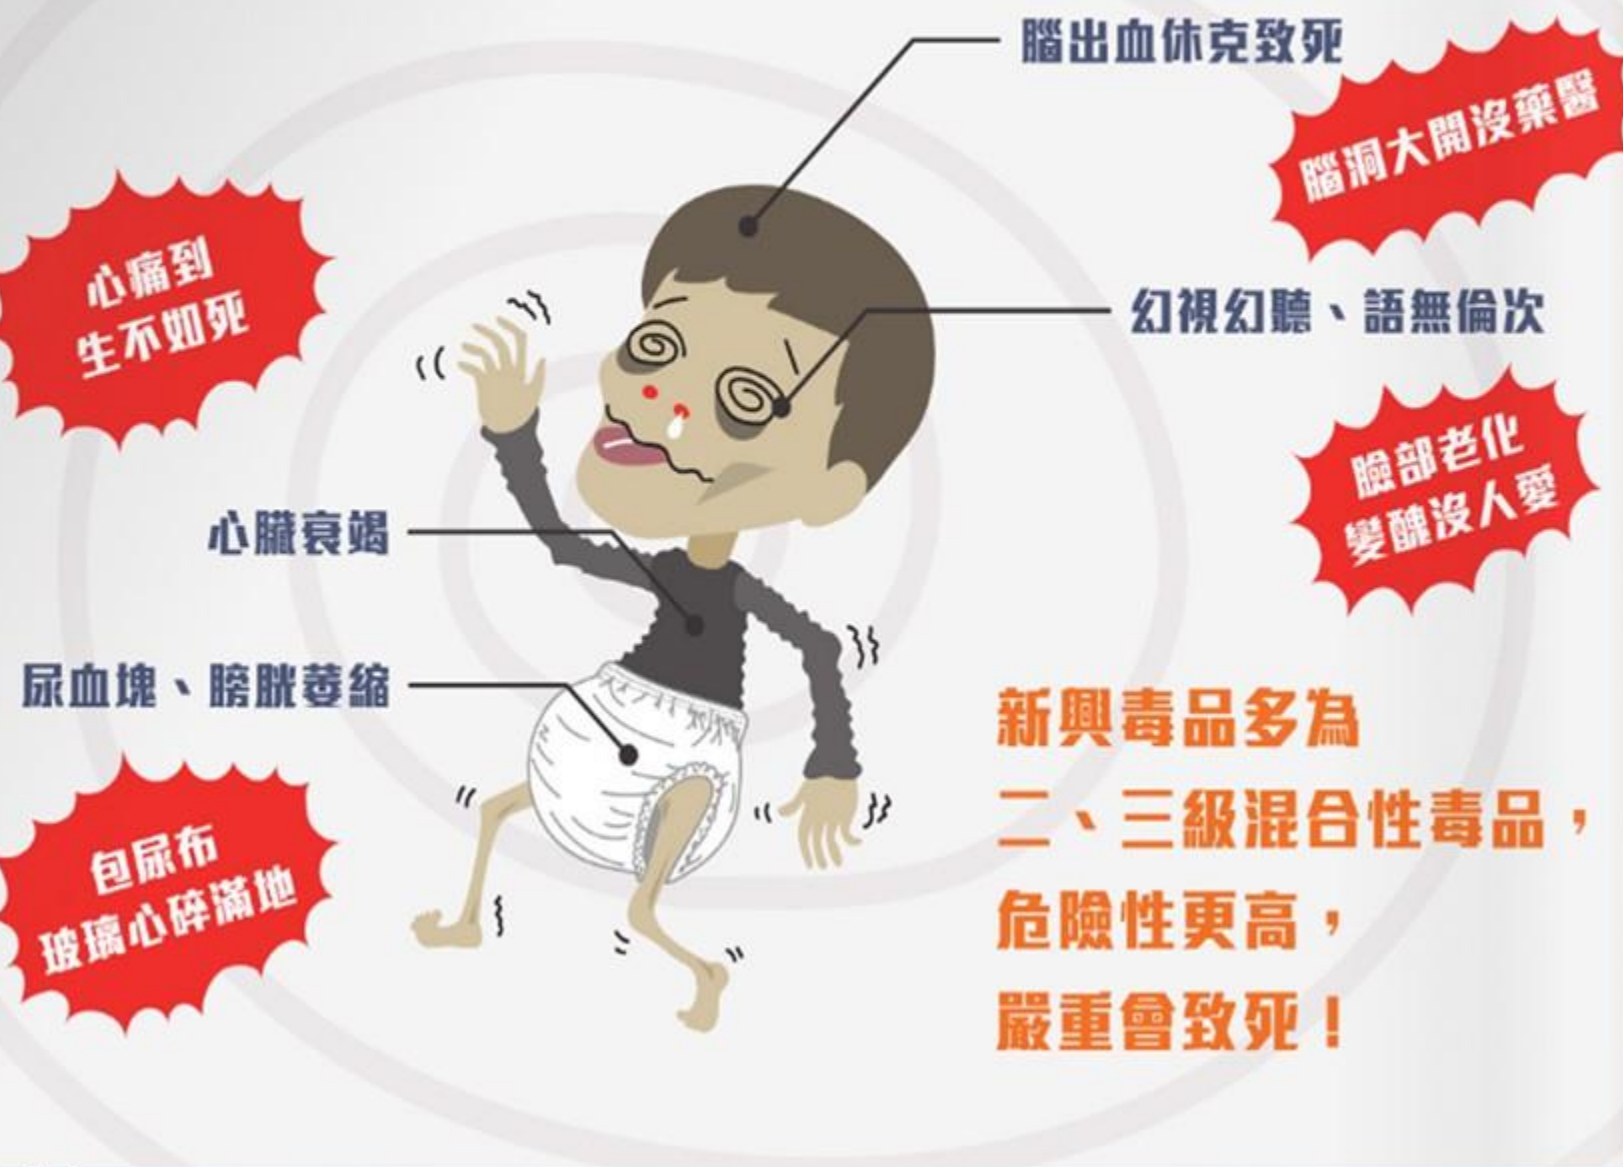 腦出血休克致死
腦洞大開沒藥醫
心痛到
生不如死
幻視幻聽、語無倫次
臉部老化
變醜沒人愛
心臟衰竭
尿血塊、膀胱萎縮
包尿布
玻璃心碎滿地
新興毒品多為
二、三級混合性毒品，
危險性更高，
嚴重會致死！